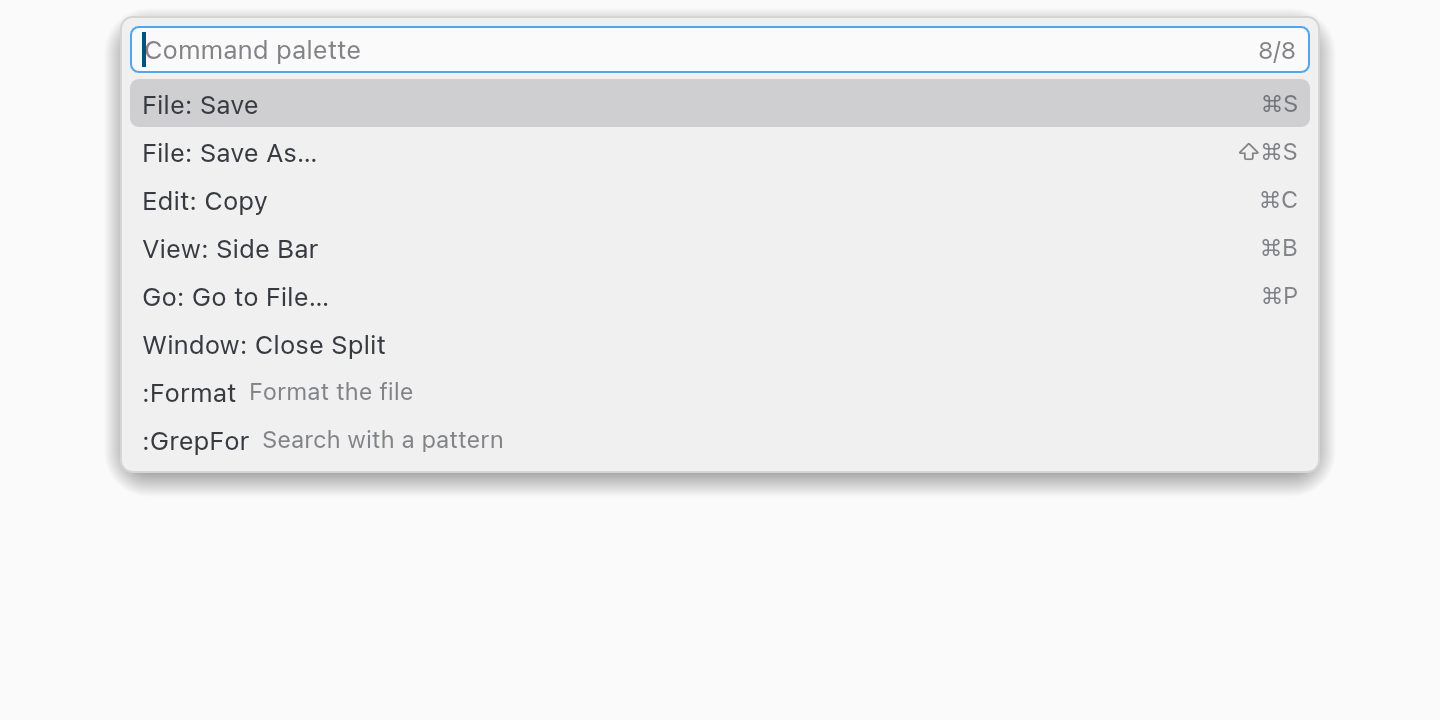 Command palette 8/8
File: Save ⌘S
File: Save As… ⇧⌘S
Edit: Copy ⌘C
View: Side Bar ⌘B
Go: Go to File… ⌘P
Window: Close Split
:Format Format the file
:GrepFor Search with a pattern